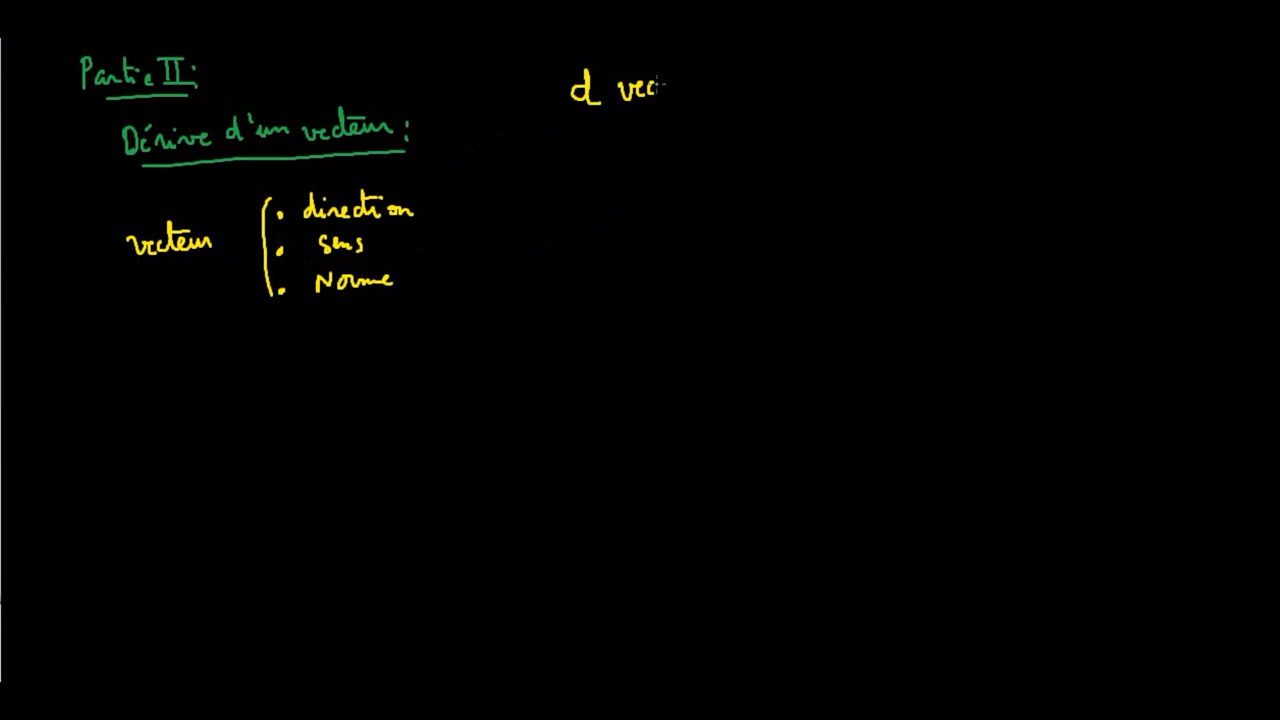 Partie II:
Dérive d'un vecteur:
vecteur
• direction
• sens
• Norme
d vec